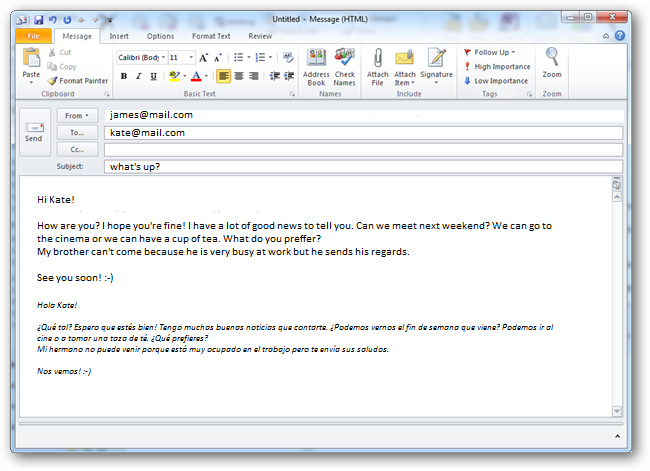 Untitled - Message (HTML)
File Message Insert Options Format Text Review
Cut
Copy
Format Painter
Paste
Clipboard
Calibri (Body 11
B I U
Basic Text
Address Book
Check Names
Names
Attach File
Attach Item
Signature
Include
Follow Up
High Importance
Low Importance
Tags
Zoom
Zoom
Send
From james@mail.com
To... kate@mail.com
Cc...
Subject: what's up?
Hi Kate!
How are you? I hope you're fine! I have a lot of good news to tell you. Can we meet next weekend? We can go to
the cinema or we can have a cup of tea. What do you preffer?
My brother can't come because he is very busy at work but he sends his regards.
See you soon! :-)
Hola Kate!
¿Qué tal? Espero que estés bien! Tengo muchas buenas noticias que contarte. ¿Podemos vernos el fin de semana que viene? Podemos ir al
cine o a tomar una taza de té. ¿Qué prefieres?
Mi hermano no puede venir porque está muy ocupado en el trabajo pero te envía sus saludos.
Nos vemos! :-)